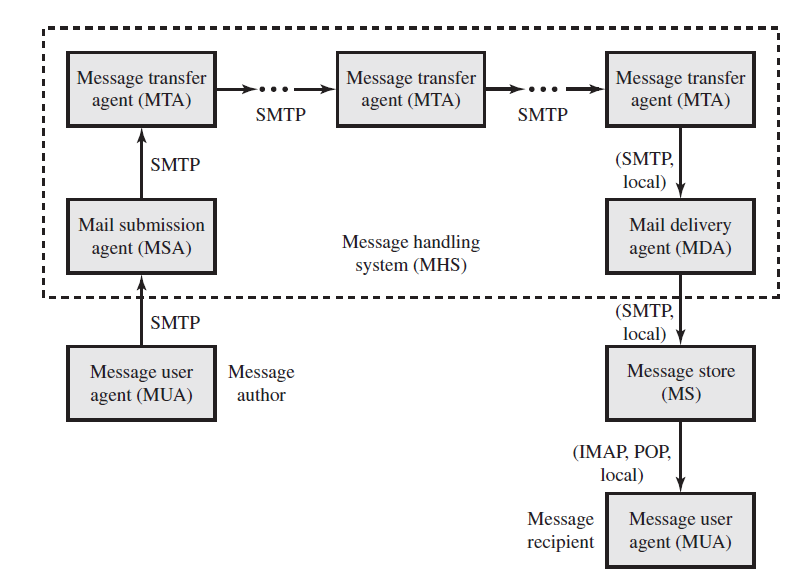 Message transfer
agent (MTA)
SMTP
Message transfer
agent (MTA)
SMTP
Message transfer
agent (MTA)
SMTP
(SMTP,
local)
Mail submission
agent (MSA)
Message handling
system (MHS)
Mail delivery
agent (MDA)
SMTP
(SMTP,
local)
Message user
agent (MUA)
Message
author
Message store
(MS)
(IMAP, POP,
local)
Message
recipient
Message user
agent (MUA)